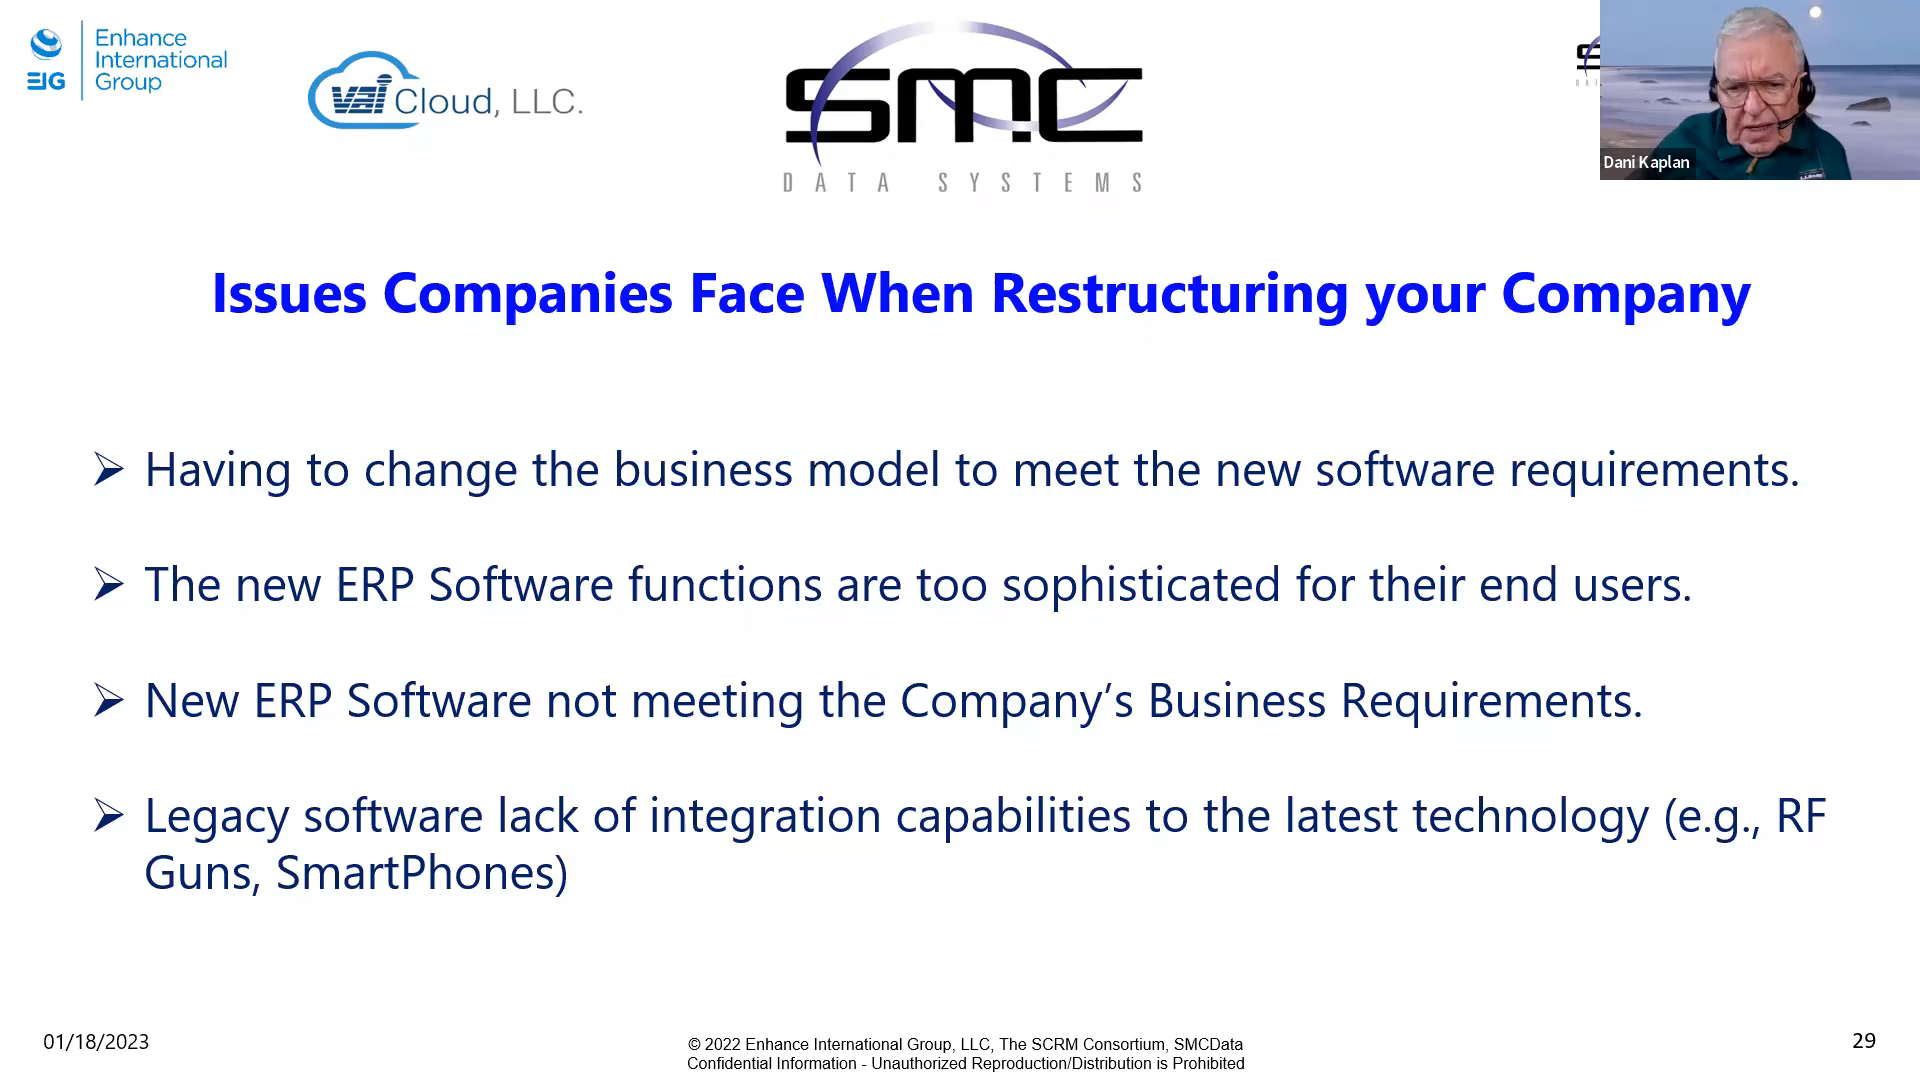 Enhance
International
Group
EIG
vai Cloud, LLC.
SMC
DATA SYSTEMS
Dani Kaplan
Issues Companies Face When Restructuring your Company
Having to change the business model to meet the new software requirements.
The new ERP Software functions are too sophisticated for their end users.
New ERP Software not meeting the Company’s Business Requirements.
Legacy software lack of integration capabilities to the latest technology (e.g., RF
Guns, SmartPhones)
01/18/2023
© 2022 Enhance International Group, LLC, The SCRM Consortium, SMCData
Confidential Information - Unauthorized Reproduction/Distribution is Prohibited
29